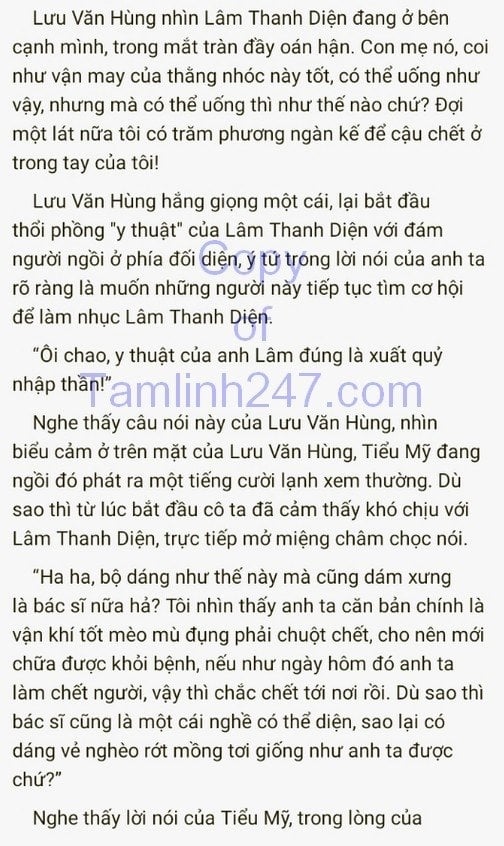 Lưu Văn Hùng nhìn Lâm Thanh Diện đang ở bên
cạnh mình, trong mắt tràn đầy oán hận. Con mẹ nó, coi
như vận may của thằng nhóc này tốt, có thể uống như
vậy, nhưng mà có thể uống thì như thế nào chứ? Đợi
một lát nữa tôi có trăm phương ngàn kế để cậu chết ở
trong tay của tôi!
Lưu Văn Hùng hắng giọng một cái, lại bắt đầu
thổi phồng "y thuật" của Lâm Thanh Diện với đám
người ngồi ở phía đối diện, ý tứ trong lời nói của anh ta
rõ ràng là muốn những người này tiếp tục tìm cơ hội
để làm nhục Lâm Thanh Diện.
“Ôi chao, y thuật của anh Lâm đúng là xuất quỷ
nhập thần!”
Nghe thấy câu nói này của Lưu Văn Hùng, nhìn
biểu cảm ở trên mặt của Lưu Văn Hùng, Tiểu Mỹ đang
ngồi đó phát ra một tiếng cười lạnh xem thường. Dù
sao thì từ lúc bắt đầu cô ta đã cảm thấy khó chịu với
Lâm Thanh Diện, trực tiếp mở miệng châm chọc nói.
“Ha ha, bộ dáng như thế này mà cũng dám xưng
là bác sĩ nữa hả? Tôi nhìn thấy anh ta căn bản chính là
vận khí tốt mèo mù đụng phải chuột chết, cho nên mới
chữa được khỏi bệnh, nếu như ngày hôm đó anh ta
làm chết người, vậy thì chắc chết tới nơi rồi. Dù sao thì
bác sĩ cũng là một cái nghề có thể diện, sao lại có
dáng vẻ nghèo rớt mồng tơi giống như anh ta được
chứ?”
Nghe thấy lời nói của Tiểu Mỹ, trong lòng của
Copy
of
Tamlinh247.com